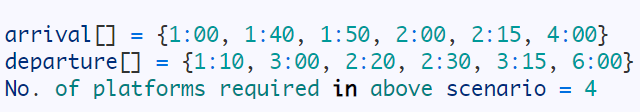 arrival[] = {1:00, 1:40, 1:50, 2:00, 2:15, 4:00}
departure[] = {1:10, 3:00, 2:20, 2:30, 3:15, 6:00}
No. of platforms required in above scenario = 4